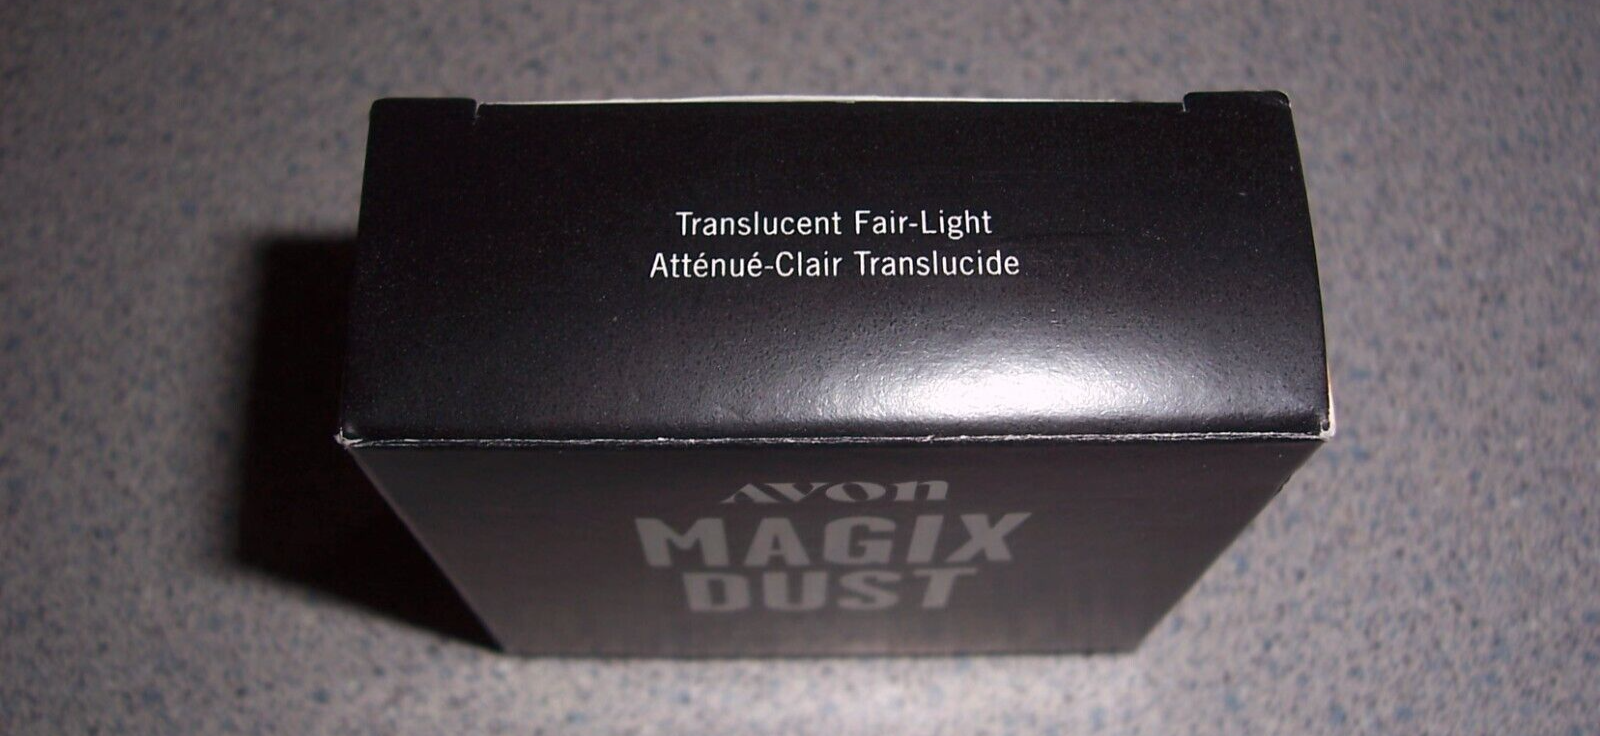 Translucent Fair-Light
Atténué-Clair Translucide
AVON
MAGIX
DUST